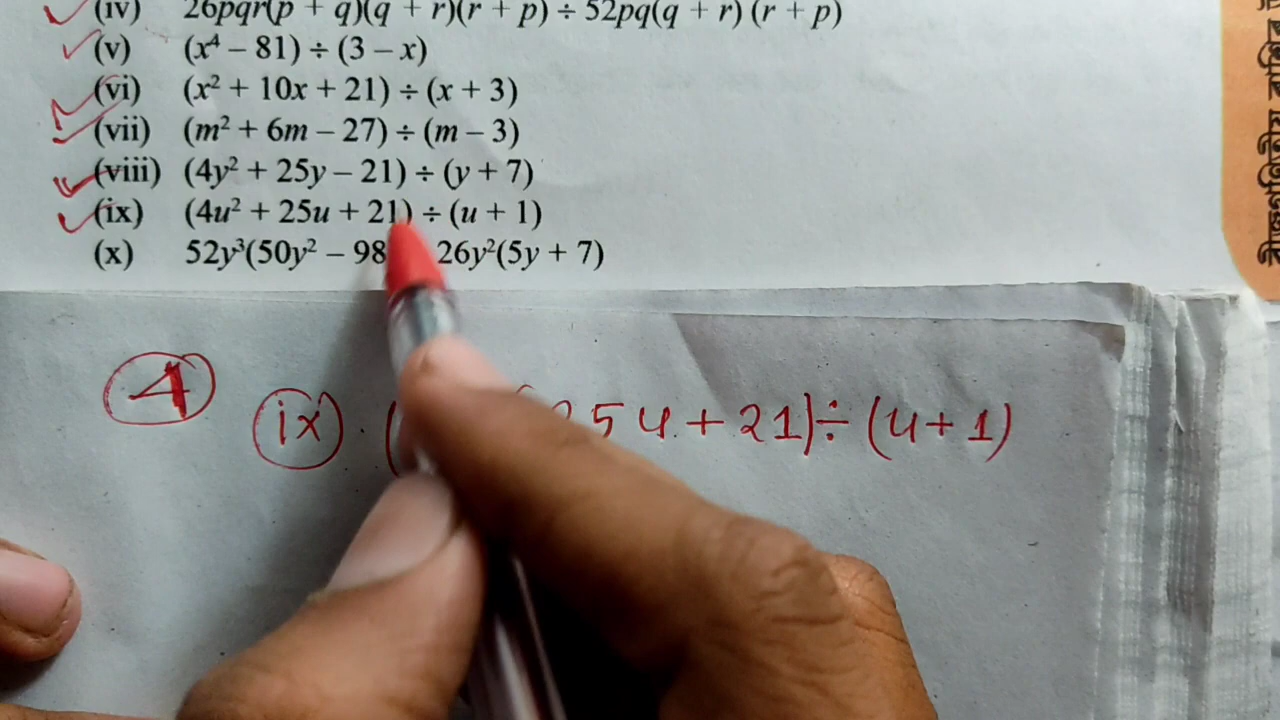 (iv) 26pqr(p + q)(q + r)(r + p) ÷ 52pq(q + r) (r + p)
(v) (x⁴ – 81) ÷ (3 – x)
(vi) (x² + 10x + 21) ÷ (x + 3)
(vii) (m² + 6m – 27) ÷ (m – 3)
(viii) (4y² + 25y – 21) ÷ (y + 7)
(ix) (4u² + 25u + 21) ÷ (u + 1)
(x) 52y³(50y² – 98 26y²(5y + 7)
4 ix ( 25u + 21) ÷ (u + 1)